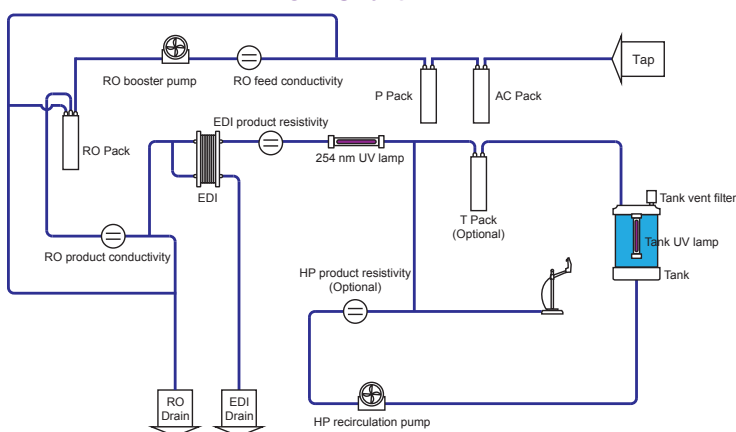 Tap
RO booster pump
RO feed conductivity
P Pack
AC Pack
EDI product resistivity
RO Pack
254 nm UV lamp
EDI
T Pack
(Optional)
Tank vent filter
Tank UV lamp
RO product conductivity
HP product resistivity
(Optional)
Tank
RO
Drain
EDI
Drain
HP recirculation pump